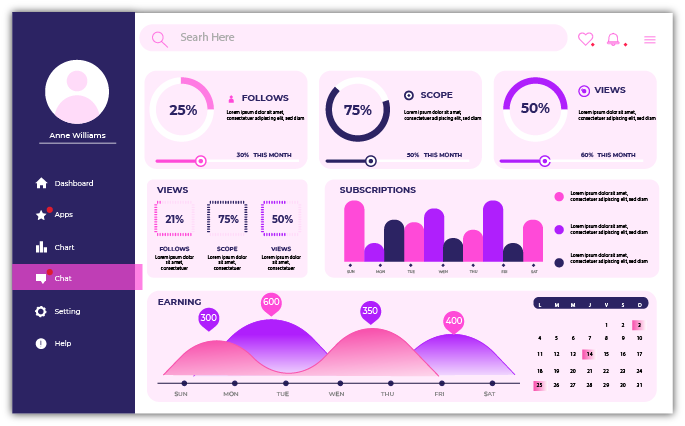 Searh Here
Anne Williams
Dashboard
Apps
Chart
Chat
Setting
Help
25%
FOLLOWS
Lorem ipsum dolor sit amet,
consectetuer adipiscing elit, sed diam
30% THIS MONTH
75%
SCOPE
Lorem ipsum dolor sit amet,
consectetuer adipiscing elit, sed diam
50% THIS MONTH
50%
VIEWS
Lorem ipsum dolor sit amet,
consectetuer adipiscing elit, sed diam
60% THIS MONTH
VIEWS
21% 75% 50%
FOLLOWS SCOPE VIEWS
Lorem ipsum dolor Lorem ipsum dolor Lorem ipsum dolor
sit amet, sit amet, sit amet,
consectetuer consectetuer consectetuer
SUBSCRIPTIONS
SUN MON TUE WEN THU FRI SAT
Lorem ipsum dolor sit amet,
consectetuer adipiscing elit, sed diam
Lorem ipsum dolor sit amet,
consectetuer adipiscing elit, sed diam
Lorem ipsum dolor sit amet,
consectetuer adipiscing elit, sed diam
EARNING
300 600 350 400
SUN MON TUE WEN THU FRI SAT
L M M J V S D
1 2 3
4 5 6 7 8 9 10
11 12 13 14 15 16 17
18 19 20 21 22 23 24
25 26 27 28 29 30 31